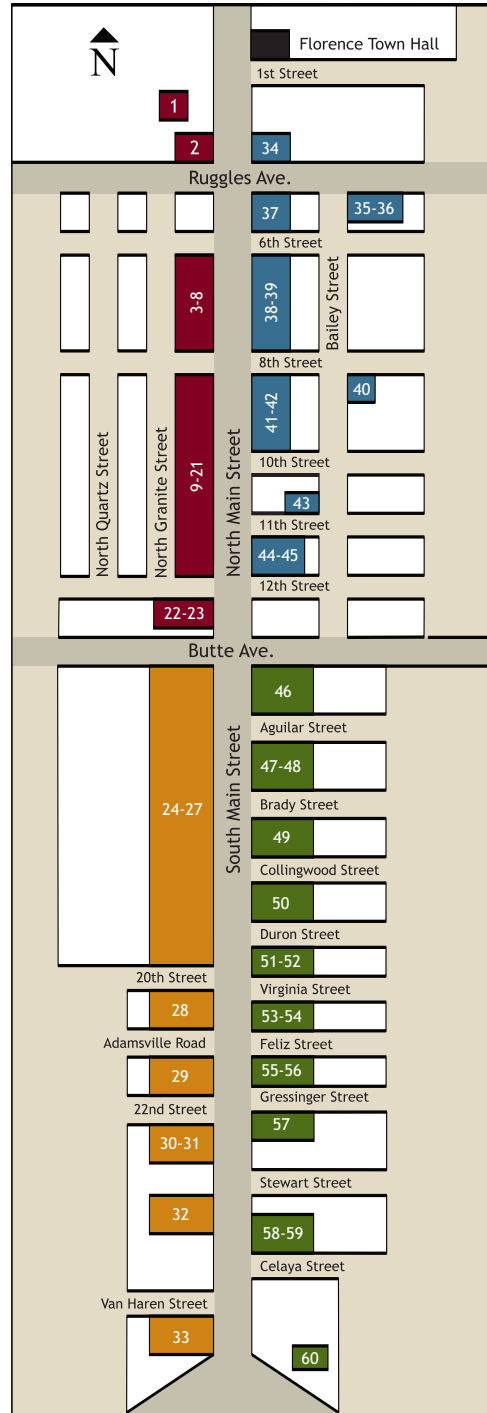 N
Florence Town Hall
1st Street
1
2
34
Ruggles Ave.
37
35-36
6th Street
3-8
38-39
Bailey Street
8th Street
40
41-42
9-21
North Quartz Street
North Granite Street
North Main Street
10th Street
43
11th Street
44-45
12th Street
22-23
Butte Ave.
46
Aguilar Street
South Main Street
47-48
24-27
Brady Street
49
Collingwood Street
50
Duron Street
51-52
20th Street
Virginia Street
28
53-54
Adamsville Road
Feliz Street
29
55-56
22nd Street
Gressinger Street
57
30-31
Stewart Street
32
58-59
Celaya Street
Van Haren Street
33
60